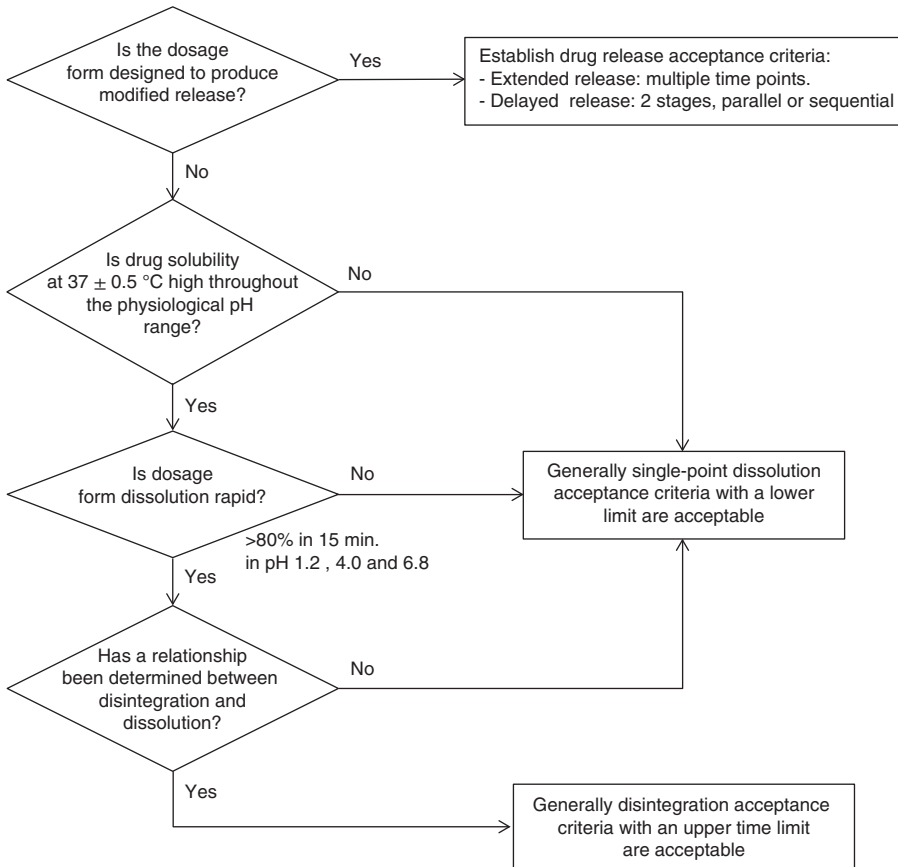 Is the dosage
form designed to produce
modified release?
Yes
Establish drug release acceptance criteria:
- Extended release: multiple time points.
- Delayed release: 2 stages, parallel or sequential
No
Is drug solubility
at 37 ± 0.5 °C high throughout
the physiological pH
range?
No
Yes
Is dosage
form dissolution rapid?
No
>80% in 15 min.
in pH 1.2 , 4.0 and 6.8
Generally single-point dissolution
acceptance criteria with a lower
limit are acceptable
Yes
Has a relationship
been determined between
disintegration and
dissolution?
No
Yes
Generally disintegration acceptance
criteria with an upper time limit
are acceptable